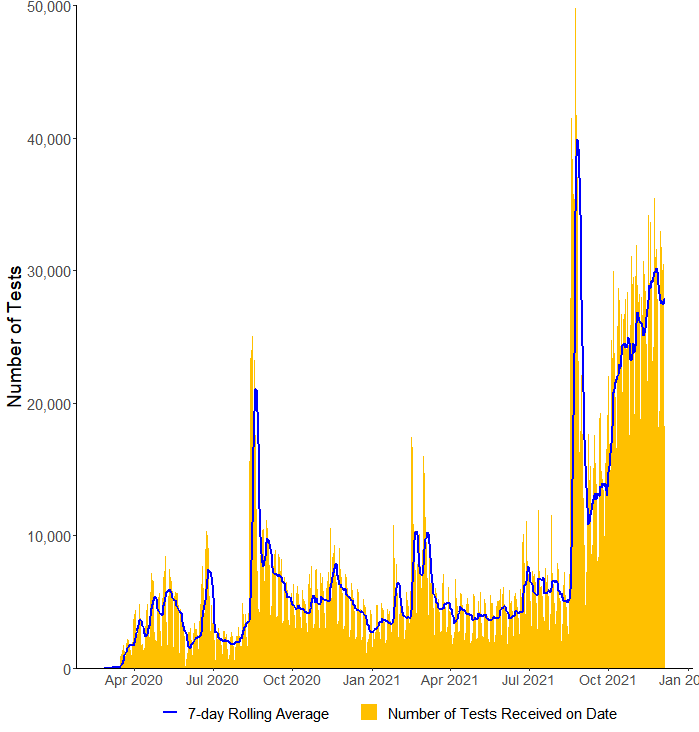 50,000
40,000
30,000
20,000
10,000
0
Number of Tests
Apr 2020 Jul 2020 Oct 2020 Jan 2021 Apr 2021 Jul 2021 Oct 2021 Jan 20
7-day Rolling Average Number of Tests Received on Date